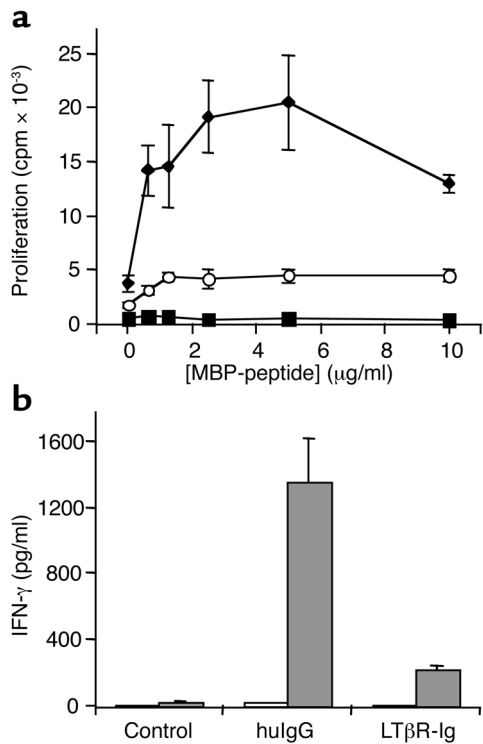 a
Proliferation (cpm × 10⁻³)
25
20
15
10
5
0
0 2 4 6 8 10
[MBP-peptide] (μg/ml)
b
IFN-γ (pg/ml)
1600
1200
800
400
0
Control huIgG LTβR-Ig